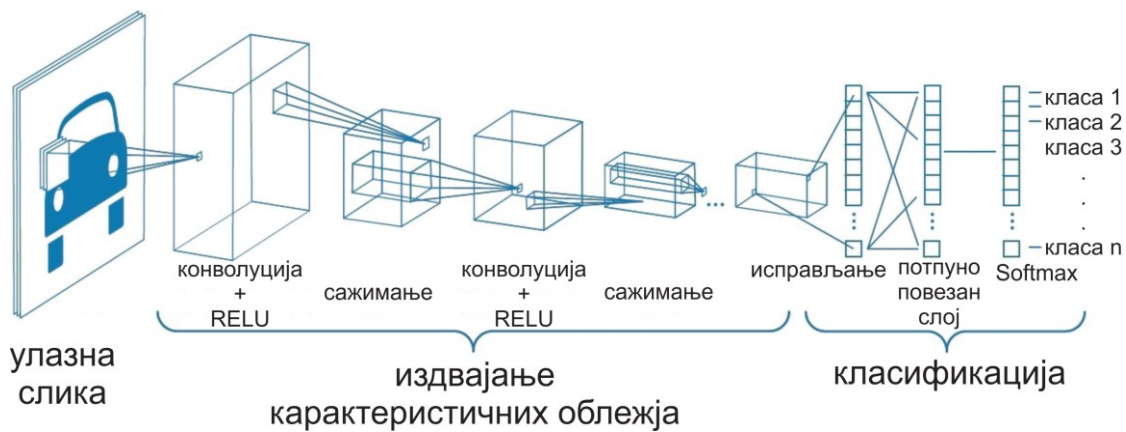 улазна
слика
конволуција
+
RELU
сажимање
конволуција
+
RELU
сажимање
...
издвајање
карактеристичних облежја
исправљање
потпуно
повезан
слој
Softmax
класа 1
класа 2
класа 3
.
.
.
класа n
класификација